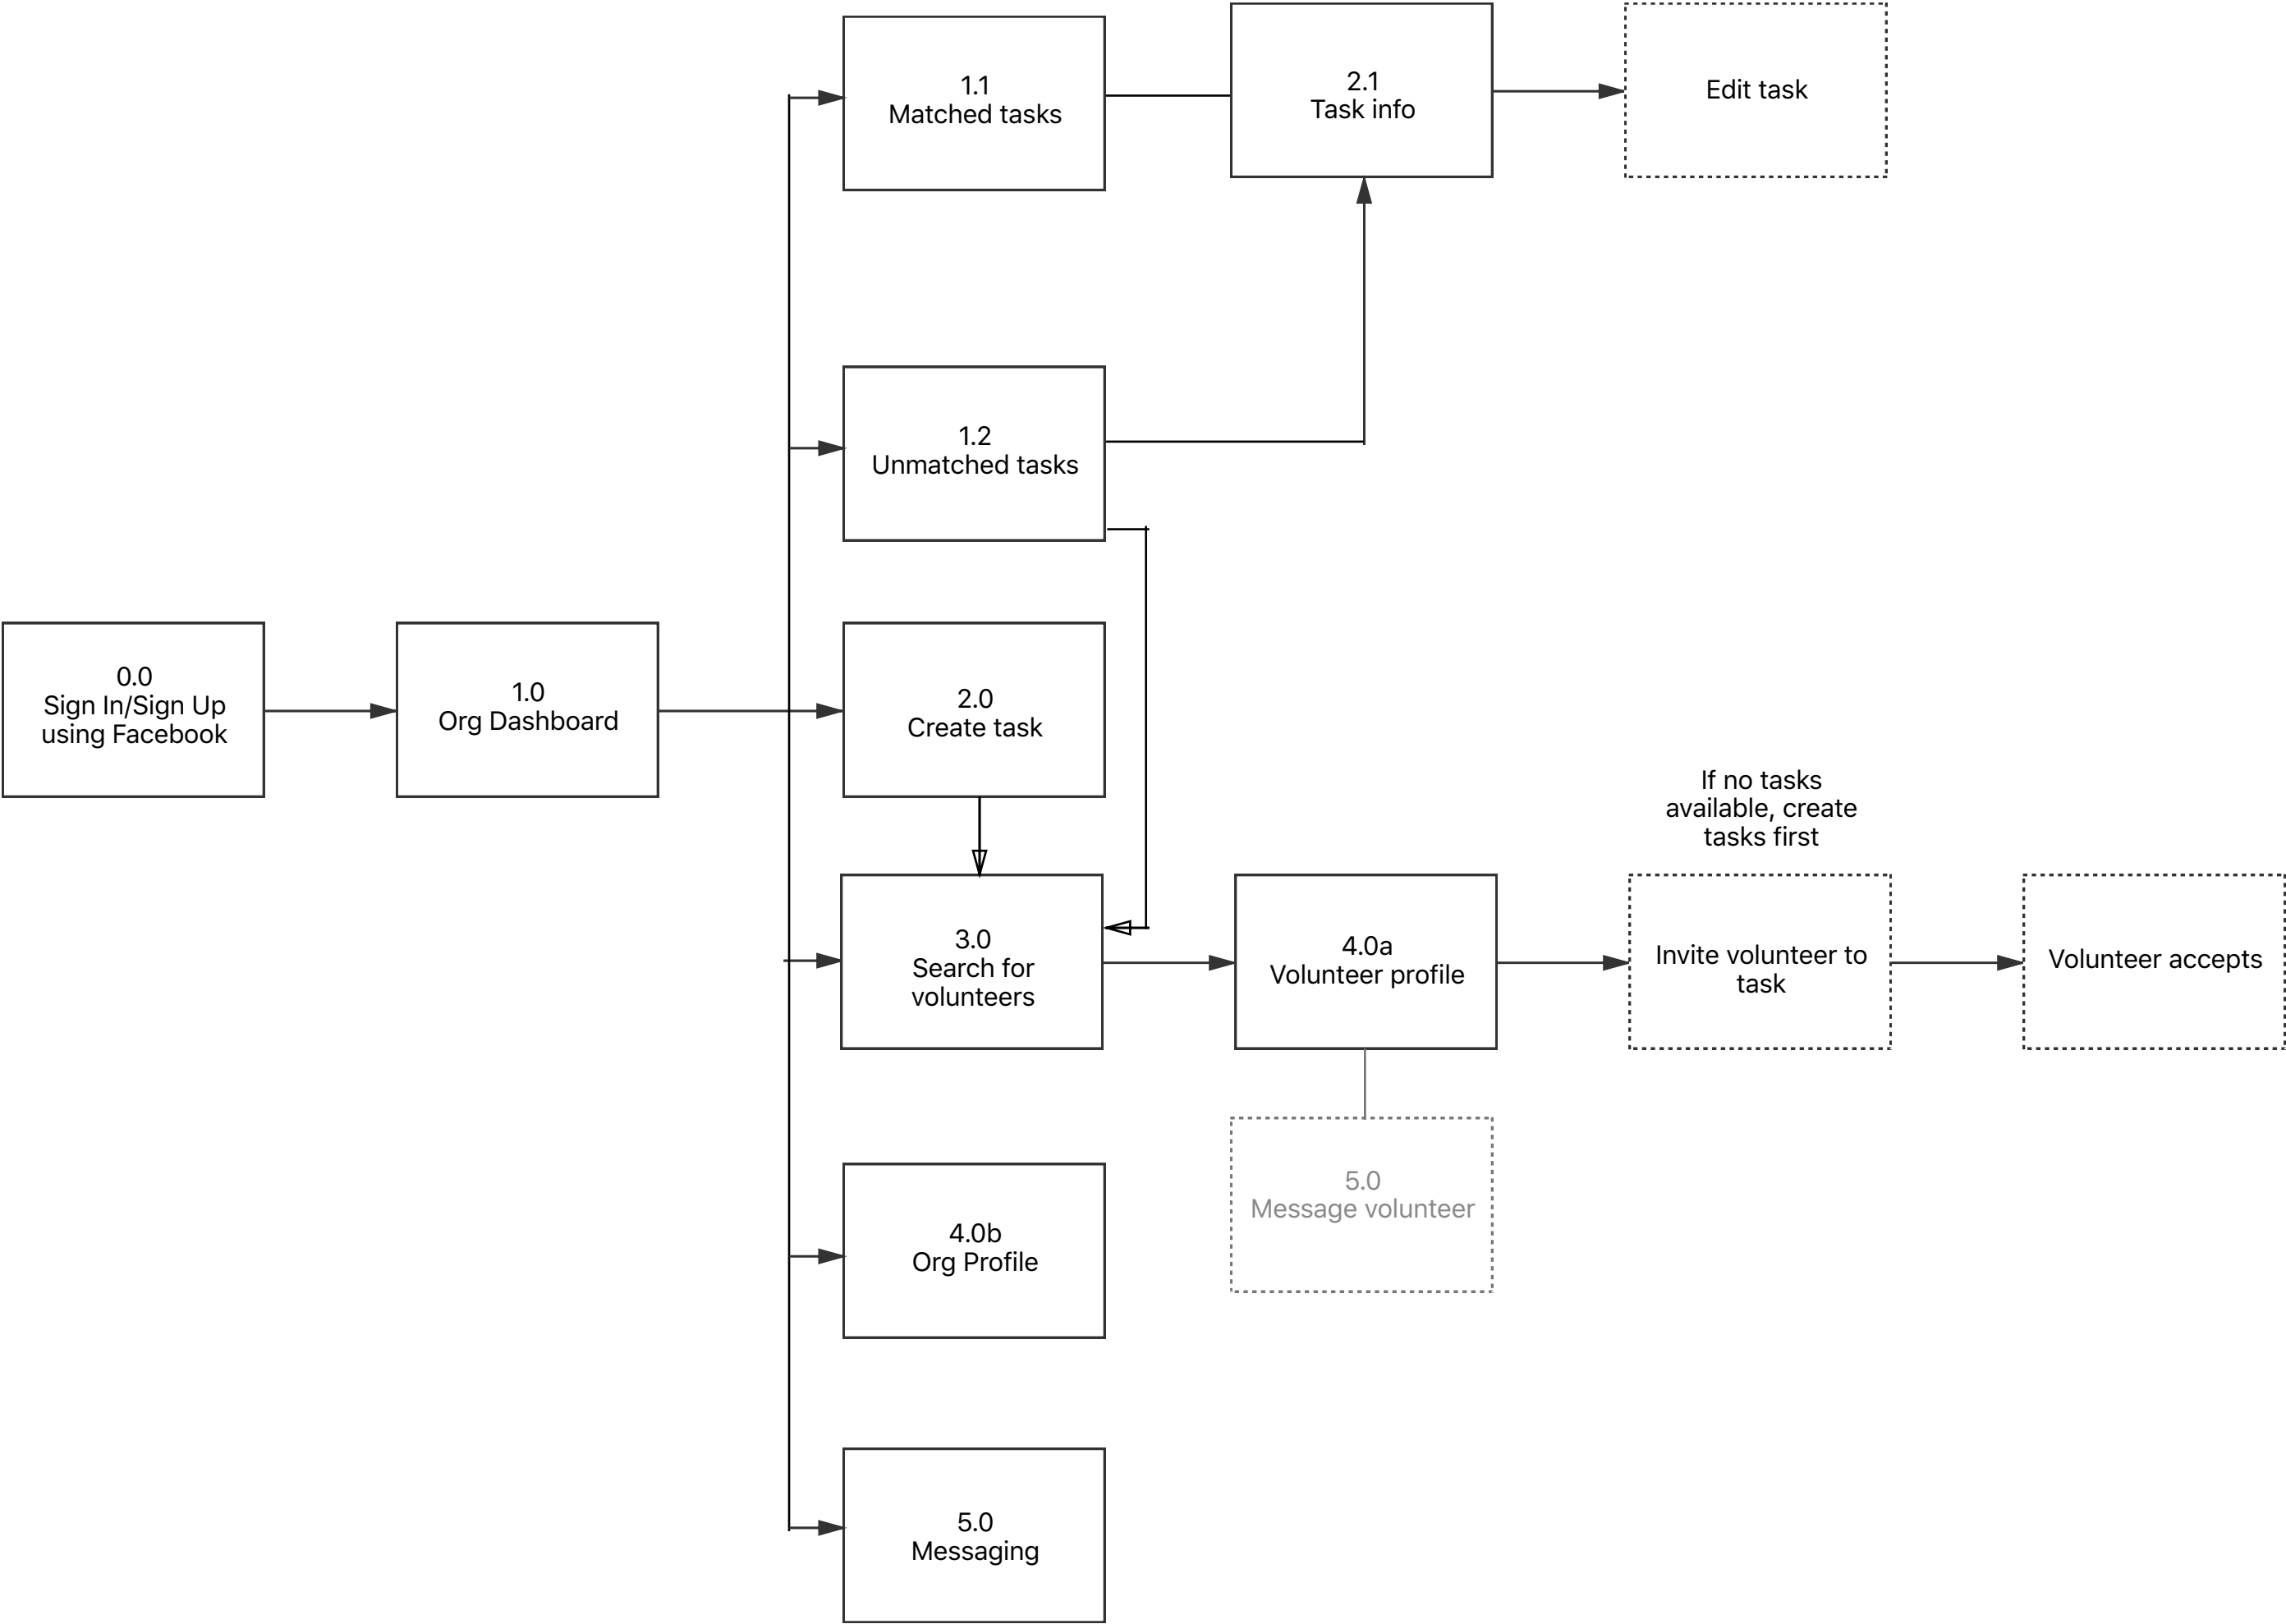 1.1
Matched tasks
2.1
Task info
Edit task
1.2
Unmatched tasks
0.0
Sign In/Sign Up
using Facebook
1.0
Org Dashboard
2.0
Create task
If no tasks
available, create
tasks first
3.0
Search for
volunteers
4.0a
Volunteer profile
Invite volunteer to
task
Volunteer accepts
5.0
Message volunteer
4.0b
Org Profile
5.0
Messaging